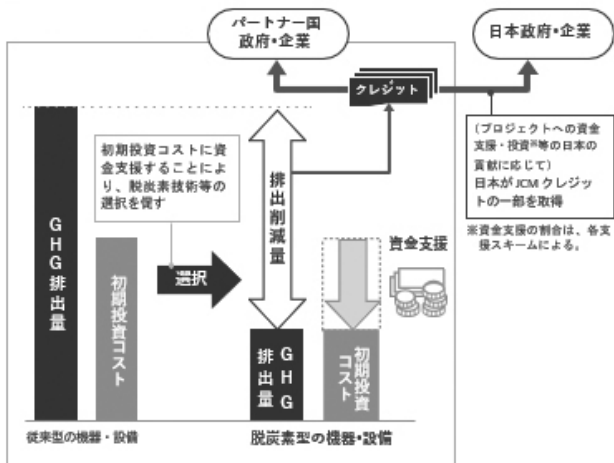 パートナー国
政府・企業
日本政府・企業
クレジット
初期投資コストに資
金支援することによ
り、脱炭素技術等の
選択を促す
(プロジェクトへの資金
支援・投資※等の日本の
貢献に応じて)
日本がJCMクレジッ
トの一部を取得
※資金支援の割合は、各支
援スキームによる。
GHG排出量
初期投資コスト
選択
排出削減量
資金支援
GHG
排出量
初期投資
コスト
従来型の機器・設備
脱炭素型の機器・設備